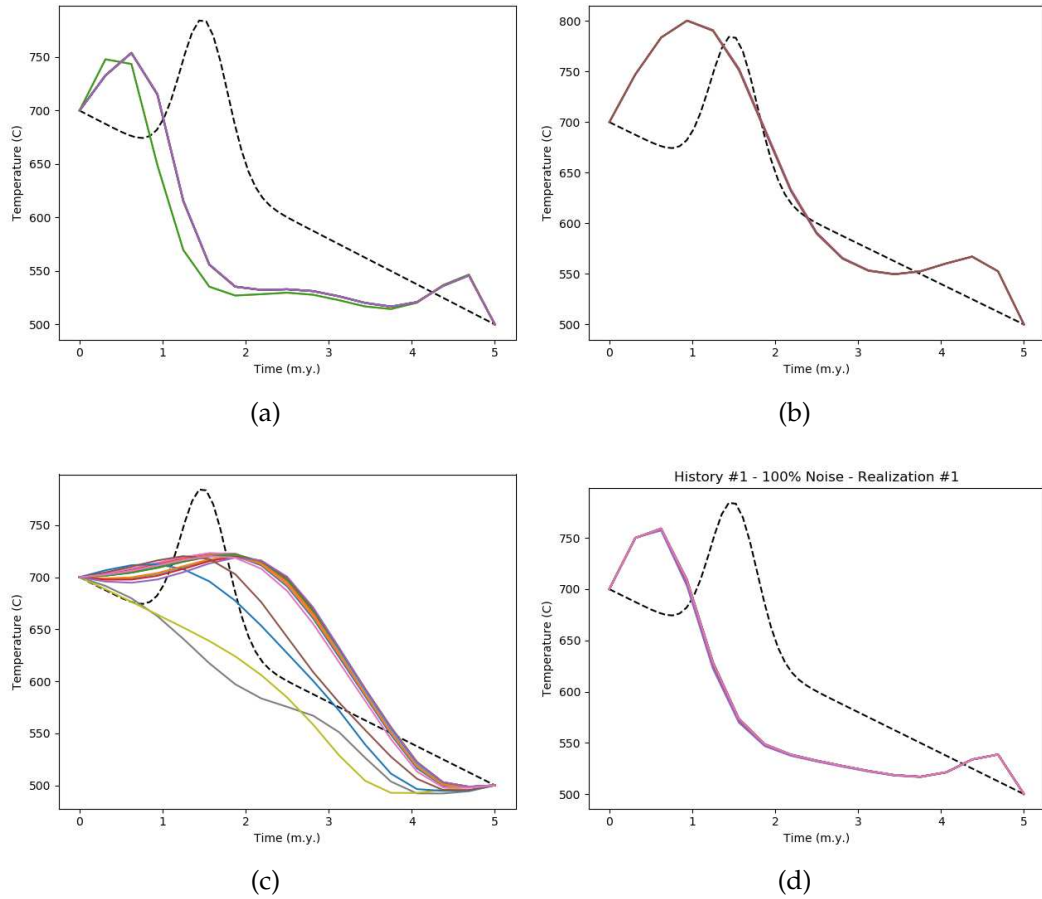 750
700
650
600
550
500
Temperature (C)
0 1 2 3 4 5
Time (m.y.)
(a)
800
750
700
650
600
550
500
Temperature (C)
0 1 2 3 4 5
Time (m.y.)
(b)
750
700
650
600
550
500
Temperature (C)
0 1 2 3 4 5
Time (m.y.)
(c)
History #1 - 100% Noise - Realization #1
750
700
650
600
550
500
Temperature (C)
0 1 2 3 4 5
Time (m.y.)
(d)